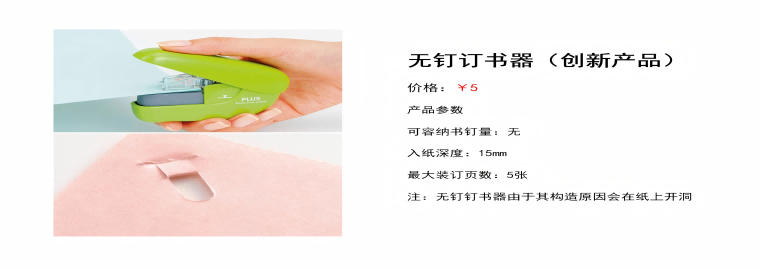 PLUS
无钉订书器（创新产品）
价格：￥5
产品参数
可容纳书钉量：无
入纸深度：15mm
最大装订页数：5张
注：无钉钉书器由于其构造原因会在纸上开洞